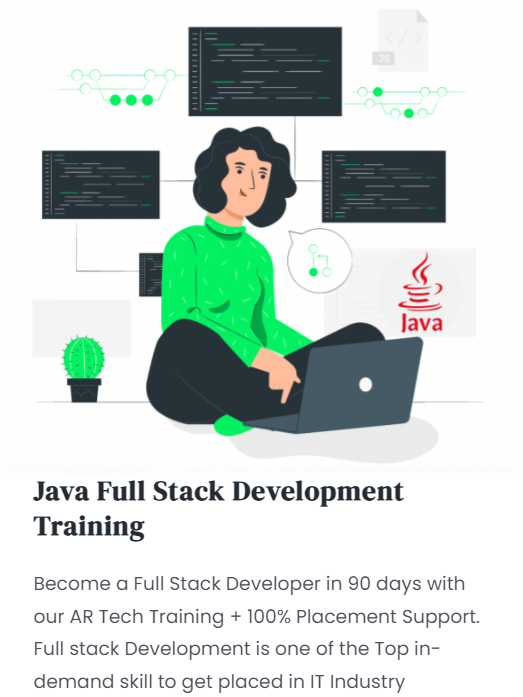 JS
Java
Java Full Stack Development
Training
Become a Full Stack Developer in 90 days with
our AR Tech Training + 100% Placement Support.
Full stack Development is one of the Top in-
demand skill to get placed in IT Industry